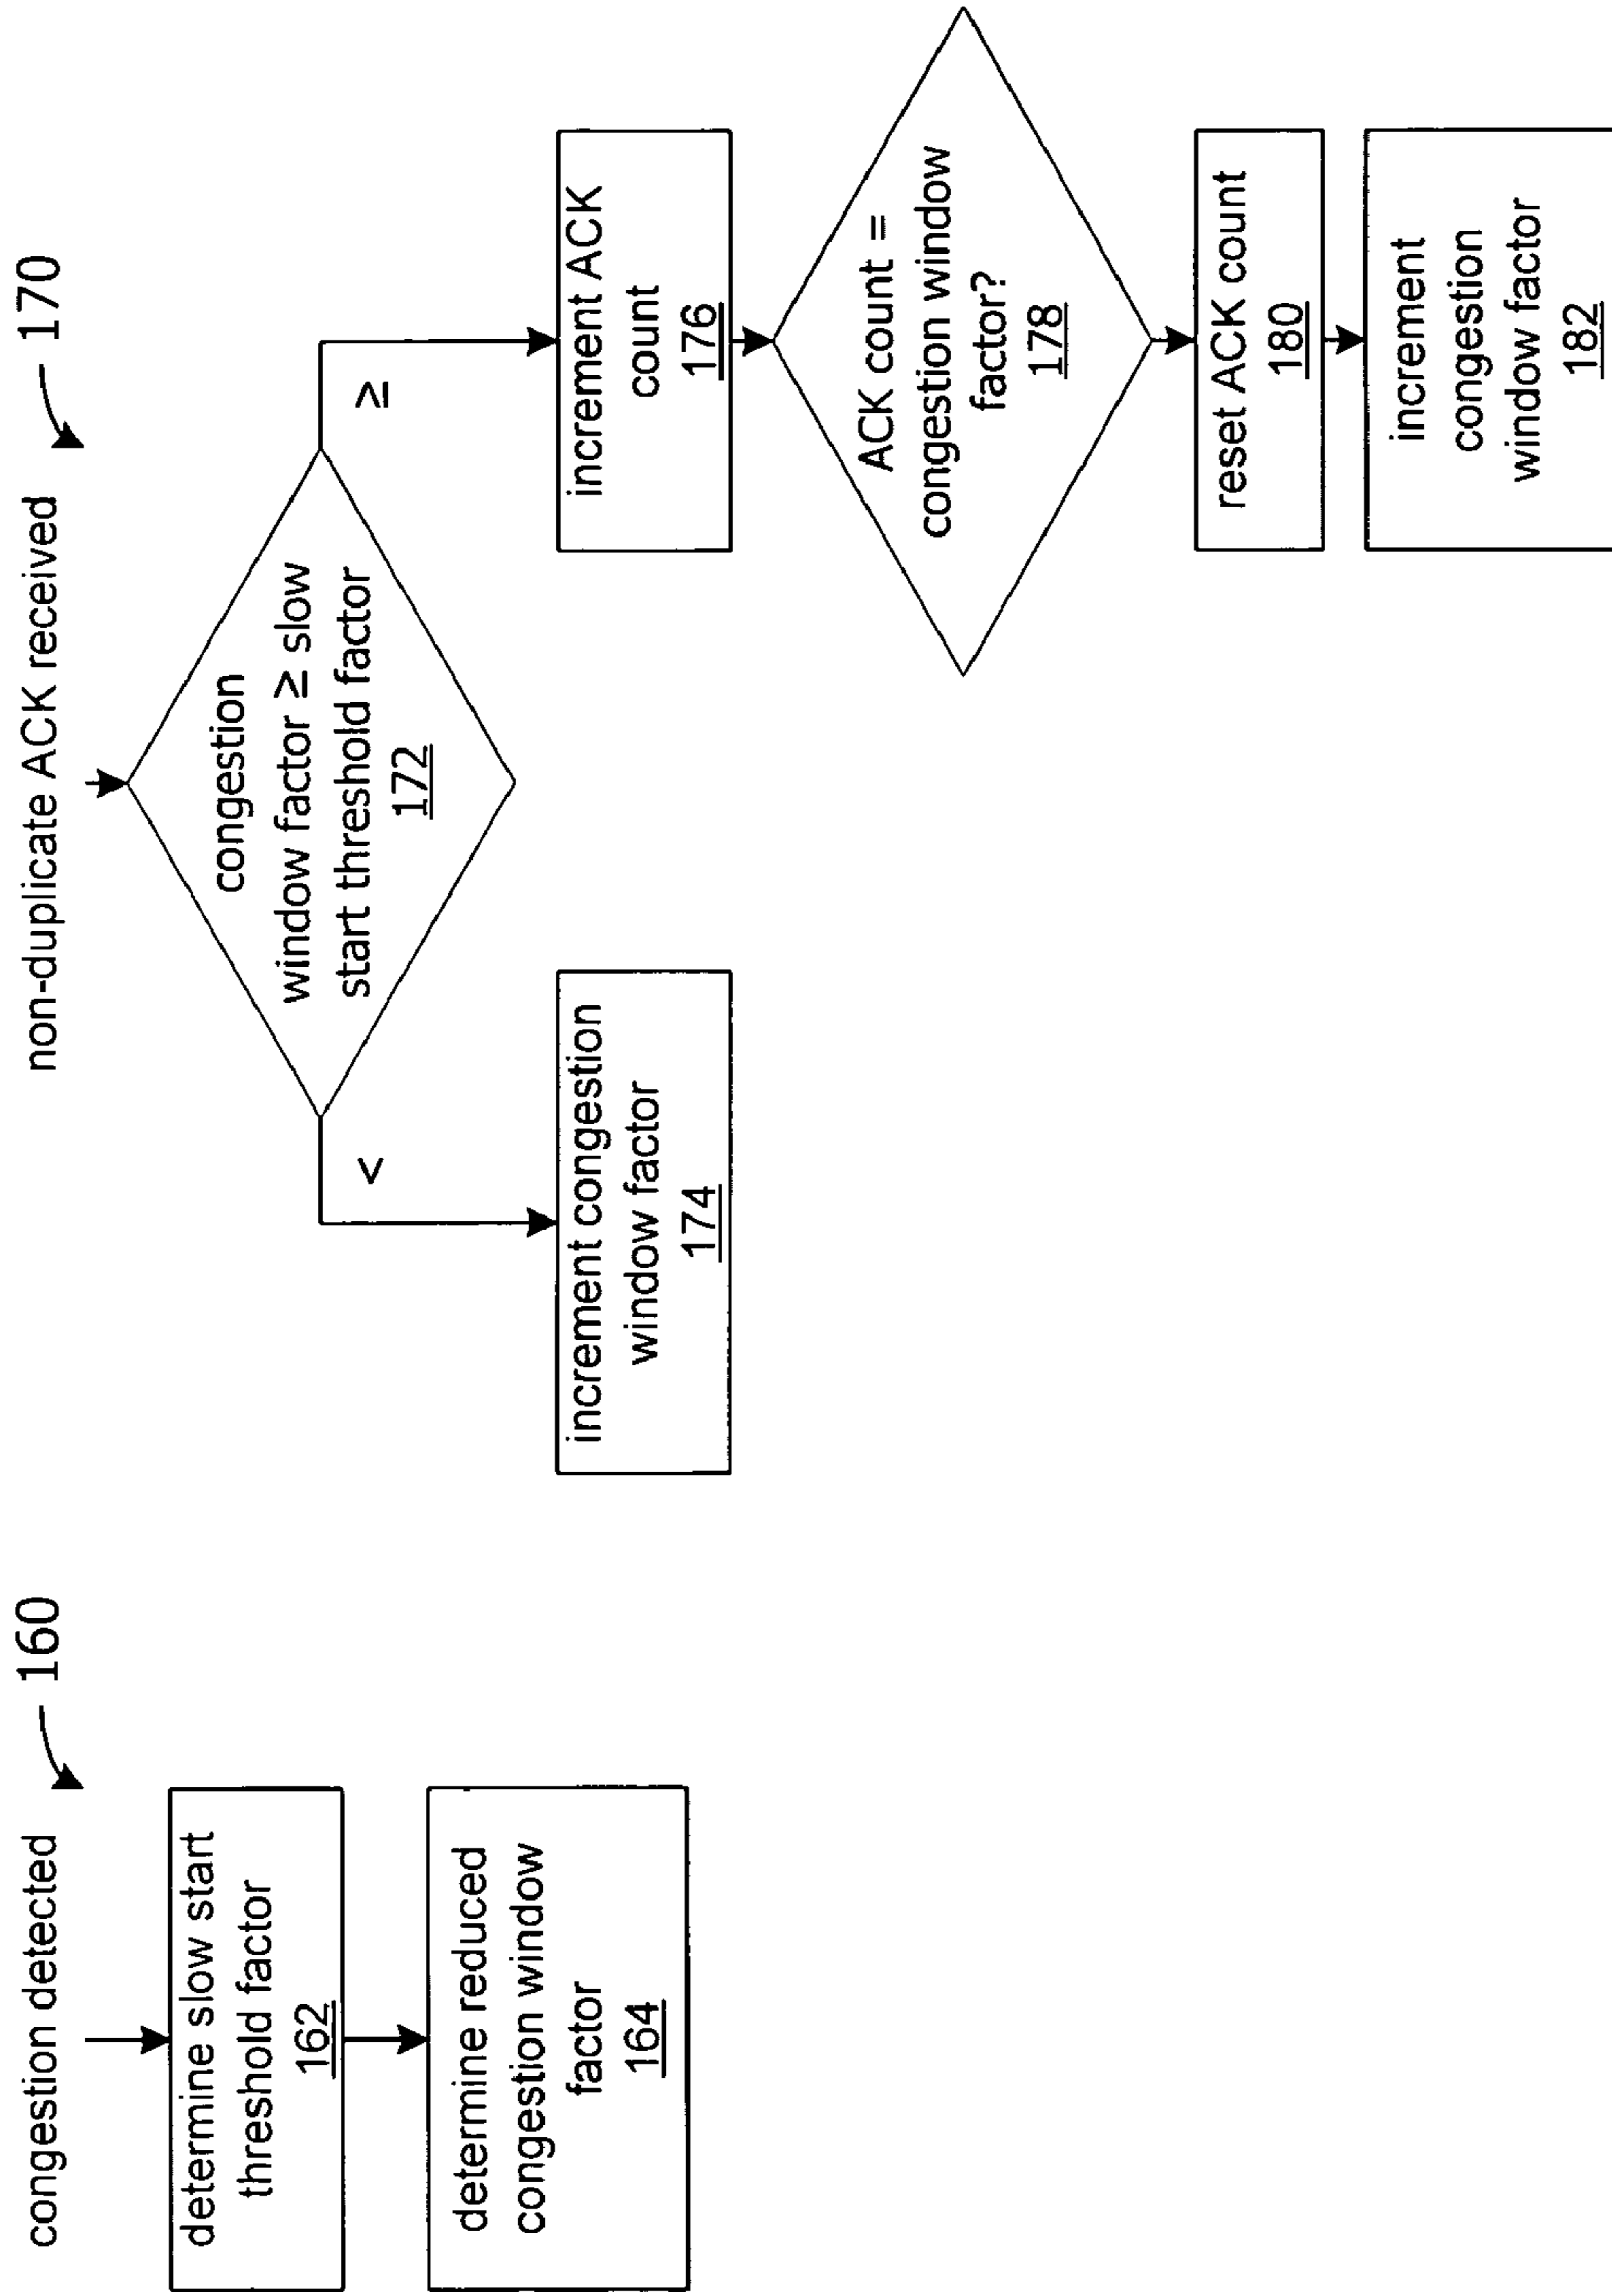 congestion detected
160
determine slow start
threshold factor
162
determine reduced
congestion window
factor
164
non-duplicate ACK received
170
congestion
window factor ≥ slow
start threshold factor
172
<
≥
increment congestion
window factor
174
increment ACK
count
176
ACK count =
congestion window
factor?
178
reset ACK count
180
increment
congestion
window factor
182